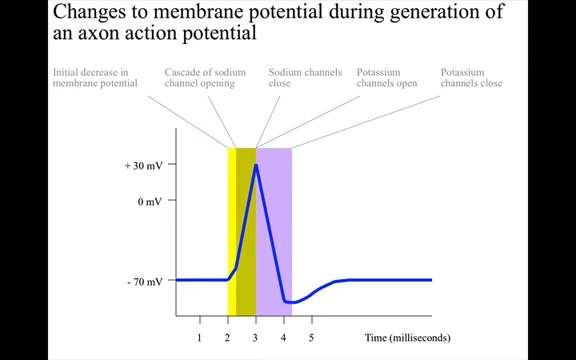 Changes to membrane potential during generation of
an axon action potential
Initial decrease in
membrane potential
Cascade of sodium
channel opening
Sodium channels
close
Potassium
channels open
Potassium
channels close
+ 30 mV
0 mV
- 70 mV
1 2 3 4 5 Time (milliseconds)